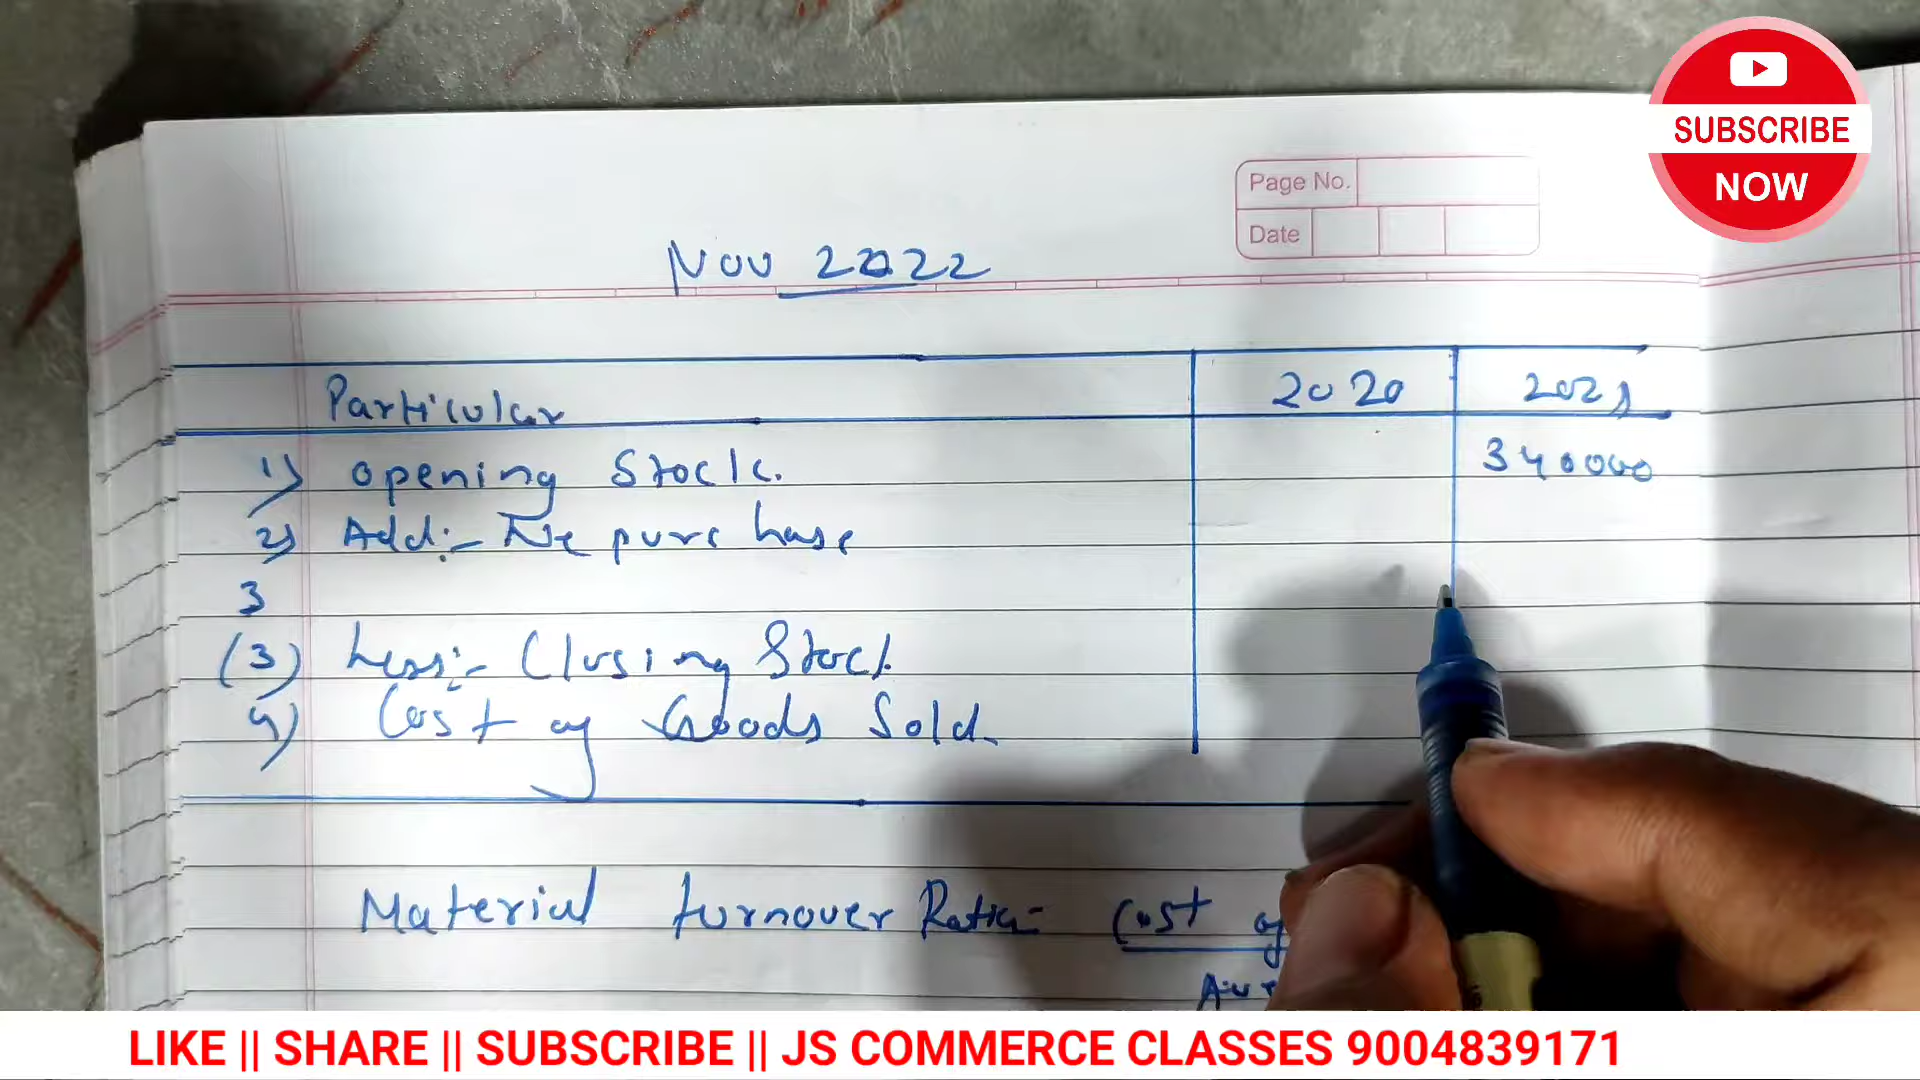 SUBSCRIBE
NOW
Page No.
Date
Nov 2022
Particular 2020 2021
1) opening Stock. 340000
2) Add:- Ne purchase
3
(3) Less:- Closing Stock
4) Cost of Goods Sold.
Material turnover Ratio = Cost of
LIKE || SHARE || SUBSCRIBE || JS COMMERCE CLASSES 9004839171